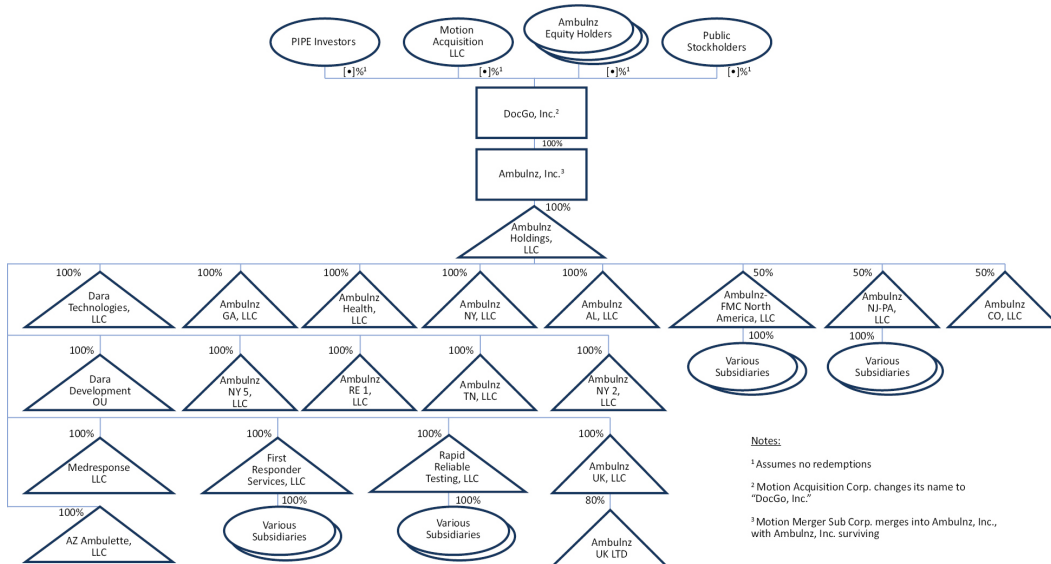 PIPE Investors
Motion
Acquisition
LLC
Ambulnz
Equity Holders
Public
Stockholders
[•]%¹
[•]%¹
[•]%¹
[•]%¹
DocGo, Inc.²
100%
Ambulnz, Inc.³
100%
Ambulnz
Holdings,
LLC
100%
100%
100%
100%
100%
50%
50%
50%
Dara
Technologies,
LLC
Ambulnz
GA, LLC
Ambulnz
Health,
LLC
Ambulnz
NY, LLC
Ambulnz
AL, LLC
Ambulnz-
FMC North
America, LLC
Ambulnz
NJ-PA,
LLC
Ambulnz
CO, LLC
100%
100%
Various
Subsidiaries
Various
Subsidiaries
100%
100%
100%
100%
100%
Dara
Development
OU
Ambulnz
NY 5,
LLC
Ambulnz
RE 1,
LLC
Ambulnz
TN, LLC
Ambulnz
NY 2,
LLC
100%
100%
100%
100%
Medresponse
LLC
First
Responder
Services, LLC
Rapid
Reliable
Testing, LLC
Ambulnz
UK, LLC
100%
100%
100%
80%
AZ Ambulette,
LLC
Various
Subsidiaries
Various
Subsidiaries
Ambulnz
UK LTD
Notes:
¹ Assumes no redemptions
² Motion Acquisition Corp. changes its name to
“DocGo, Inc.”
³ Motion Merger Sub Corp. merges into Ambulnz, Inc.,
with Ambulnz, Inc. surviving